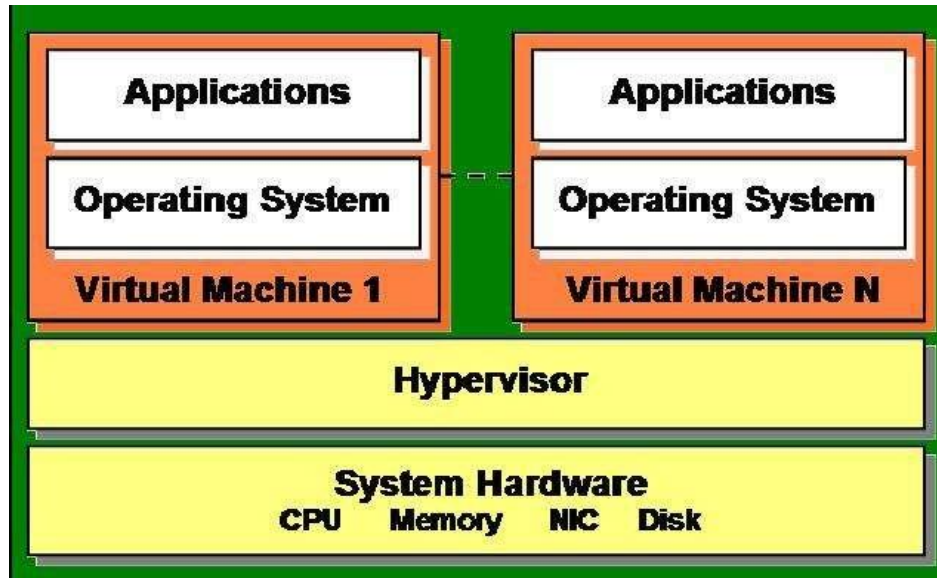 Applications
Operating System
Virtual Machine 1
Applications
Operating System
Virtual Machine N
Hypervisor
System Hardware
CPU Memory NIC Disk